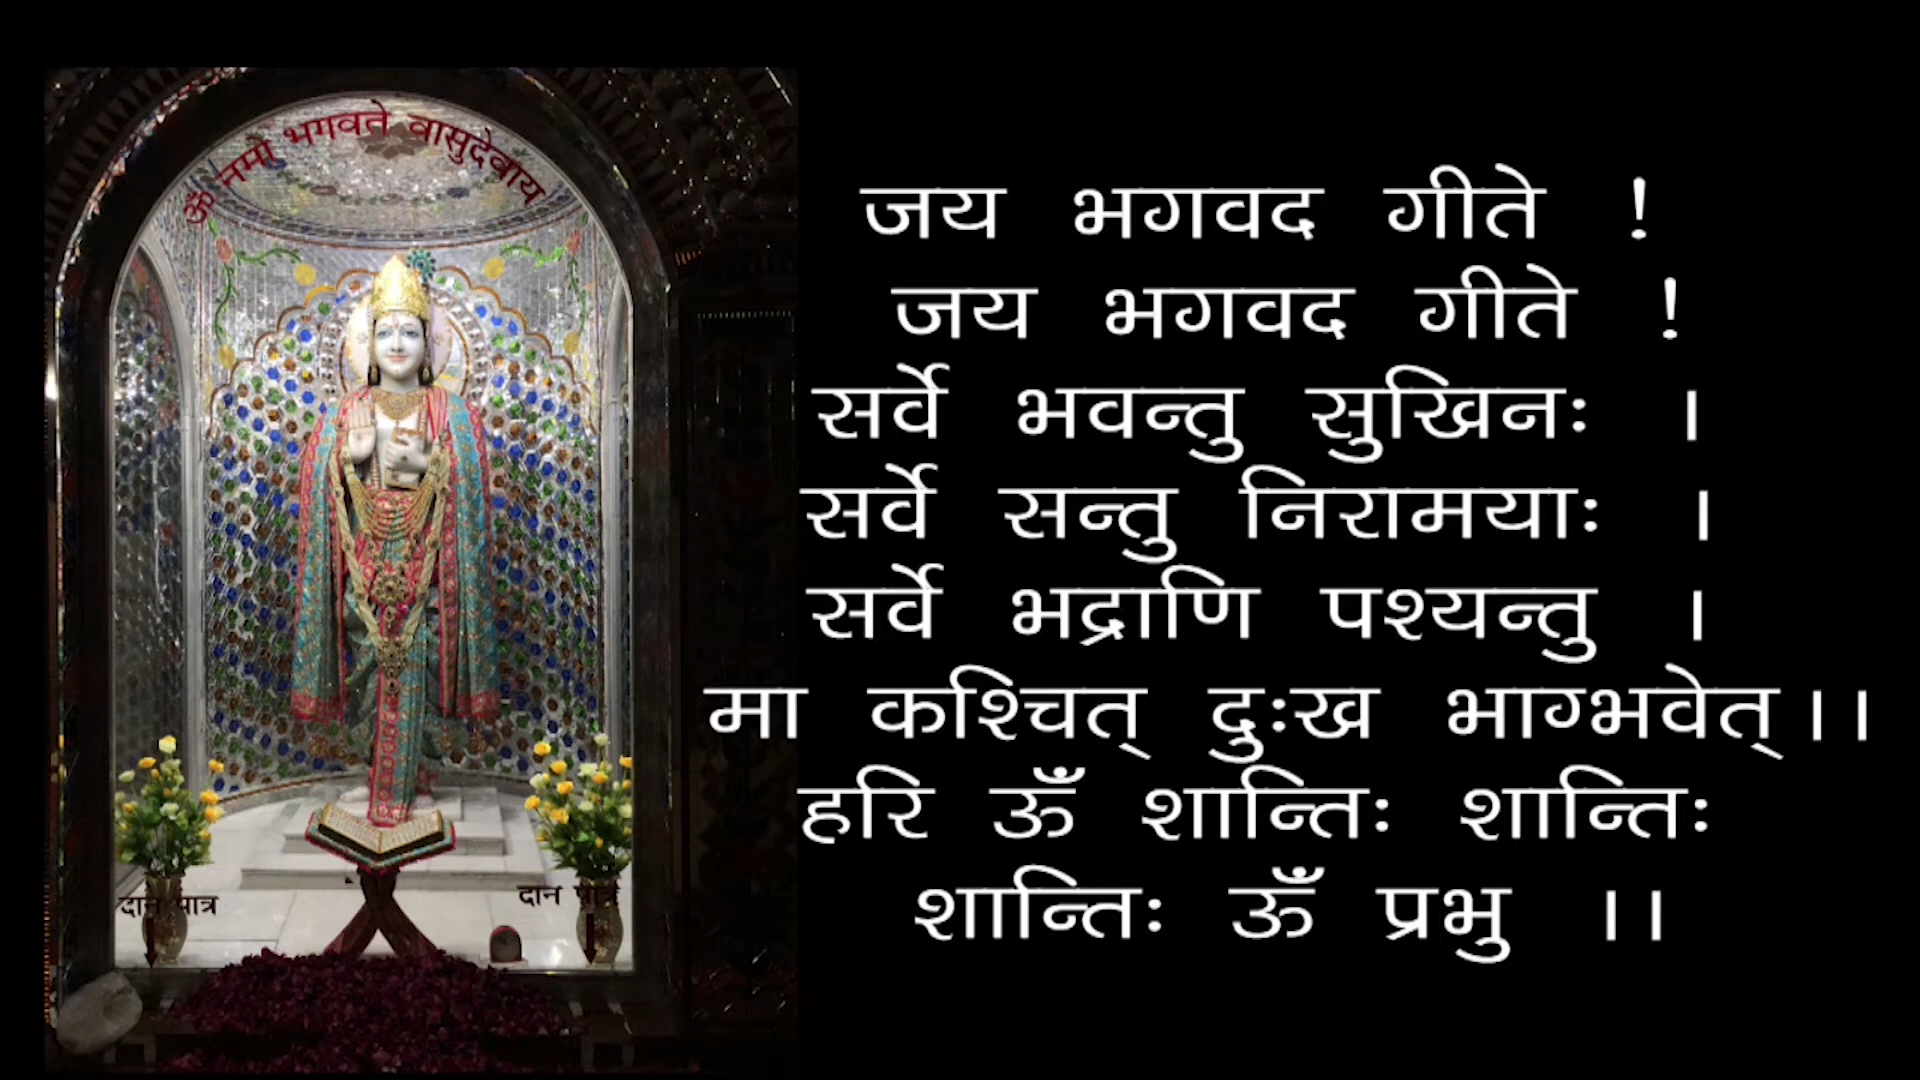 ॐ नमो भगवते वासुदेवाय
दान पात्र
दान पात्र
जय भगवद गीते !
जय भगवद गीते !
सर्वे भवन्तु सुखिनः ।
सर्वे सन्तु निरामयाः ।
सर्वे भद्राणि पश्यन्तु ।
मा कश्चित् दुःख भाग्भवेत्।।
हरि ऊँ शान्तिः शान्तिः
शान्तिः ऊँ प्रभु ।।